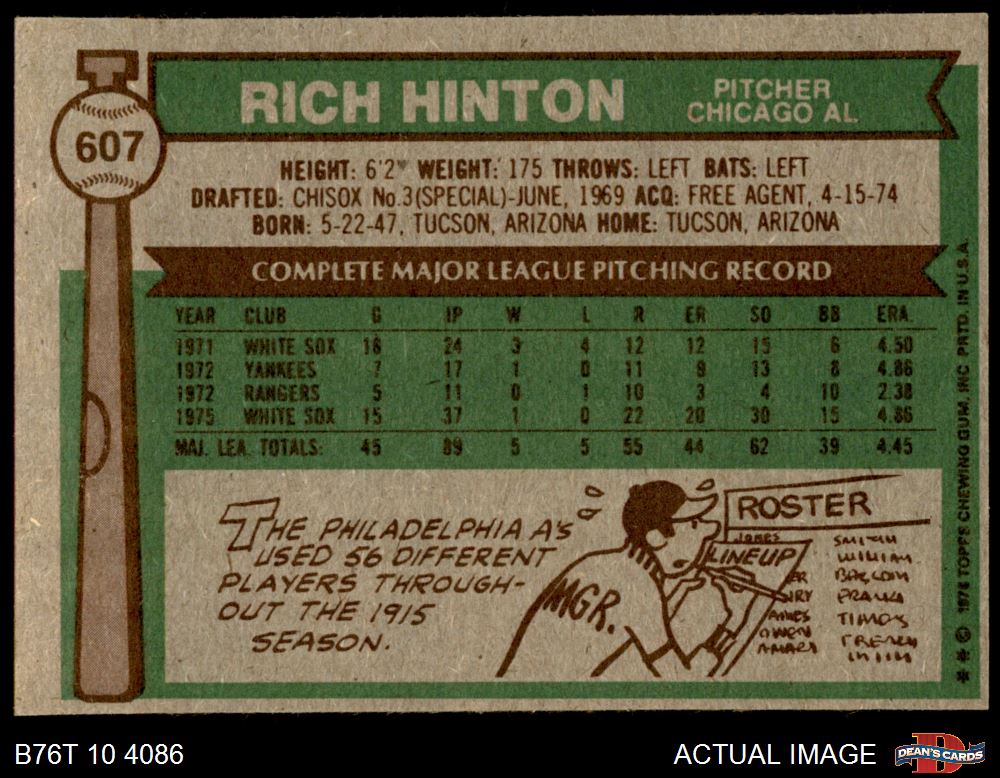 607
RICH HINTON
PITCHER
CHICAGO AL
HEIGHT: 6'2" WEIGHT: 175 THROWS: LEFT BATS: LEFT
DRAFTED: CHISOX No.3(SPECIAL)-JUNE, 1969 ACQ: FREE AGENT, 4-15-74
BORN: 5-22-47, TUCSON, ARIZONA HOME: TUCSON, ARIZONA
COMPLETE MAJOR LEAGUE PITCHING RECORD
YEAR CLUB G IP W L R ER SO BB ERA
1971 WHITE SOX 18 24 3 4 12 12 15 6 4.50
1972 YANKEES 7 17 1 0 11 9 13 8 4.86
1972 RANGERS 5 11 0 1 10 3 4 10 2.38
1975 WHITE SOX 15 37 1 0 22 20 30 15 4.86
MAJ. LEA. TOTALS: 45 89 5 5 55 44 62 39 4.45
THE PHILADELPHIA A's
USED 56 DIFFERENT
PLAYERS THROUGH-
OUT THE 1915
SEASON.
MGR.
ROSTER
JONES
LINEUP
SMITH
OWEN
* * © 1976 TOPPS CHEWING GUM, INC PRTD. IN U.S.A.
B76T 10 4086
ACTUAL IMAGE
DEAN'S CARDS